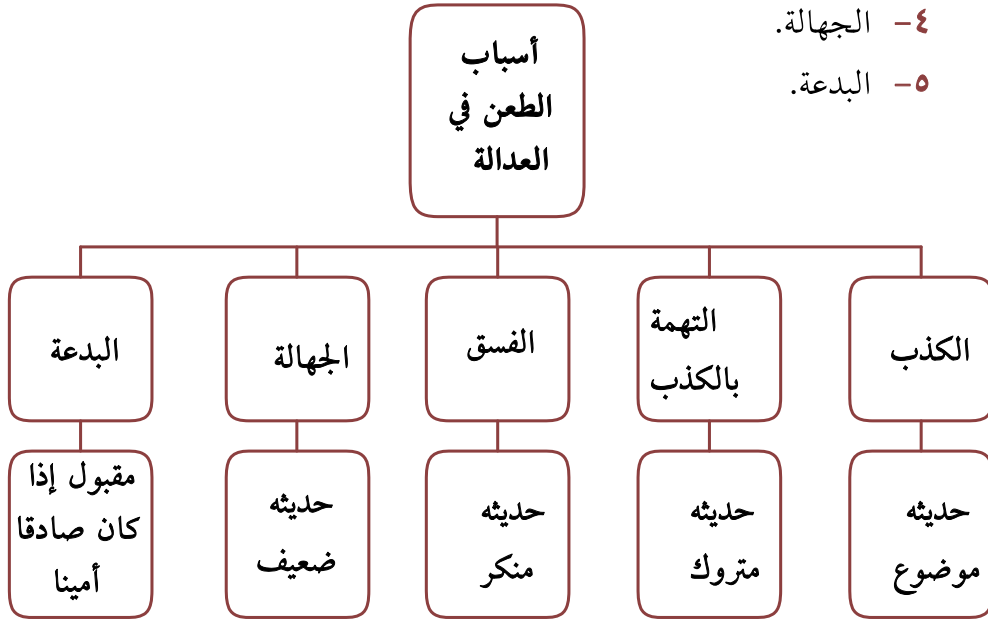 ٤- الجهالة.
٥- البدعة.
أسباب
الطعن في
العدالة
الكذب
التهمة
بالكذب
الفسق
الجهالة
البدعة
حديثه
موضوع
حديثه
متروك
حديثه
منكر
حديثه
ضعيف
مقبول إذا
كان صادقا
أمينا